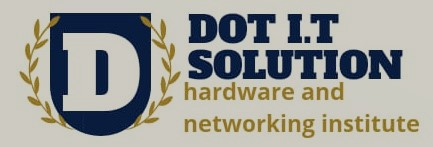 D
DOT I.T
SOLUTION
hardware and
networking institute